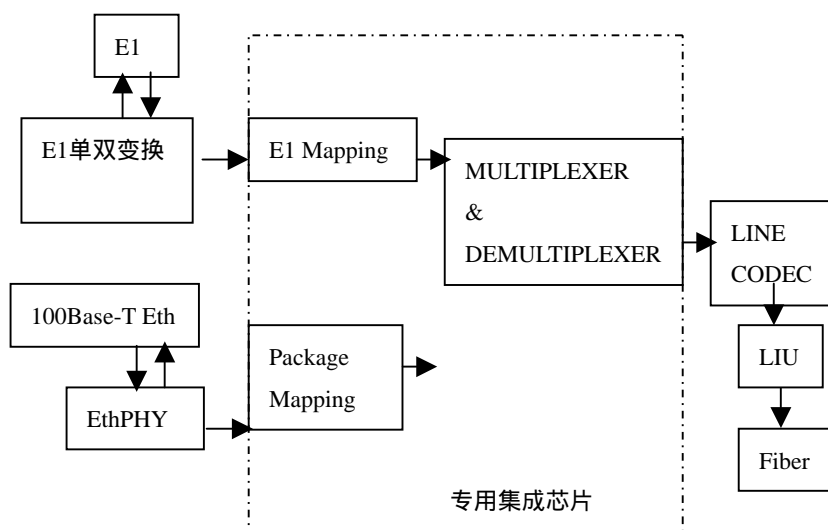 E1
E1单双变换
E1 Mapping
MULTIPLEXER
&
DEMULTIPLEXER
LINE
CODEC
100Base-T Eth
Package
Mapping
LIU
EthPHY
Fiber
专用集成芯片